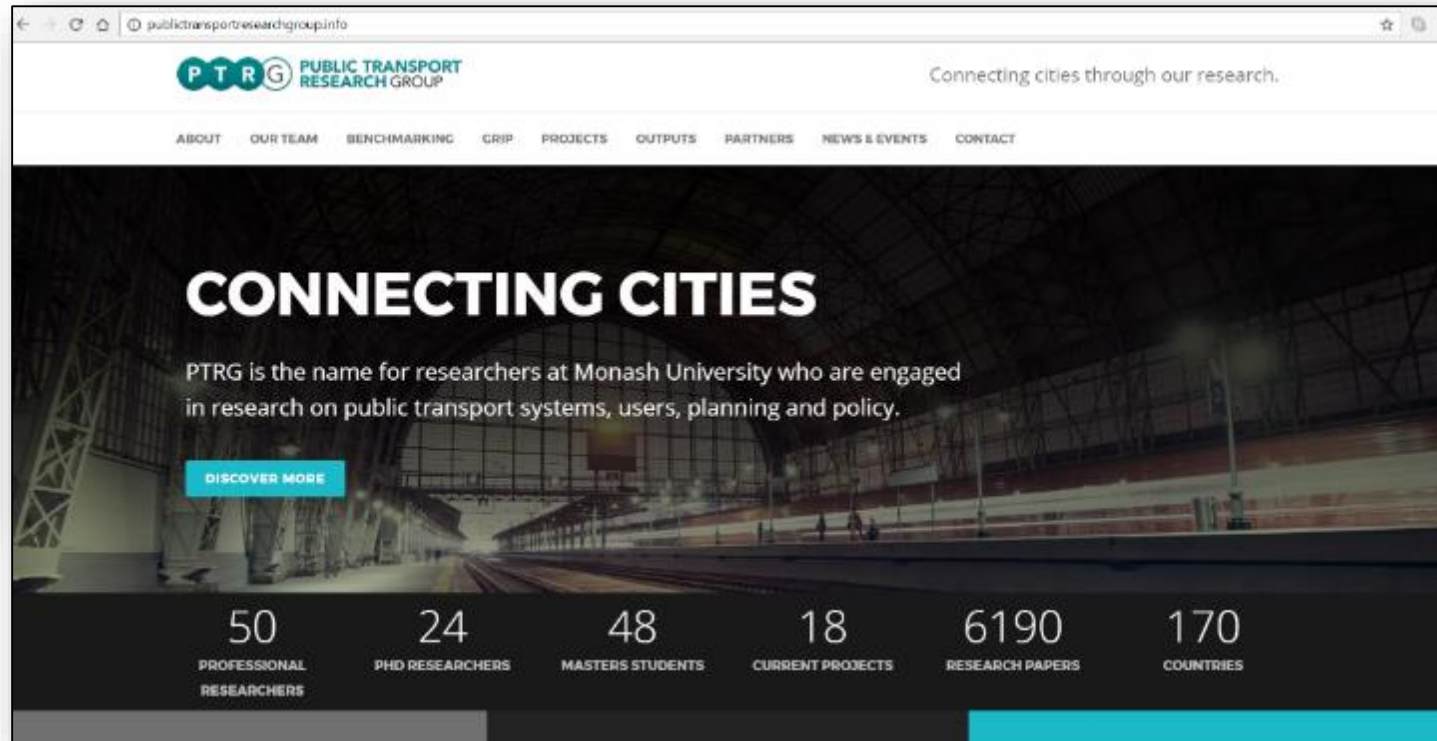 publictransportresearchgroup.info
PTRG PUBLIC TRANSPORT
RESEARCH GROUP
Connecting cities through our research.
ABOUT OUR TEAM BENCHMARKING GRIP PROJECTS OUTPUTS PARTNERS NEWS & EVENTS CONTACT
CONNECTING CITIES
PTRG is the name for researchers at Monash University who are engaged
in research on public transport systems, users, planning and policy.
DISCOVER MORE
50 24 48 18 6190 170
PROFESSIONAL PHD RESEARCHERS MASTERS STUDENTS CURRENT PROJECTS RESEARCH PAPERS COUNTRIES
RESEARCHERS